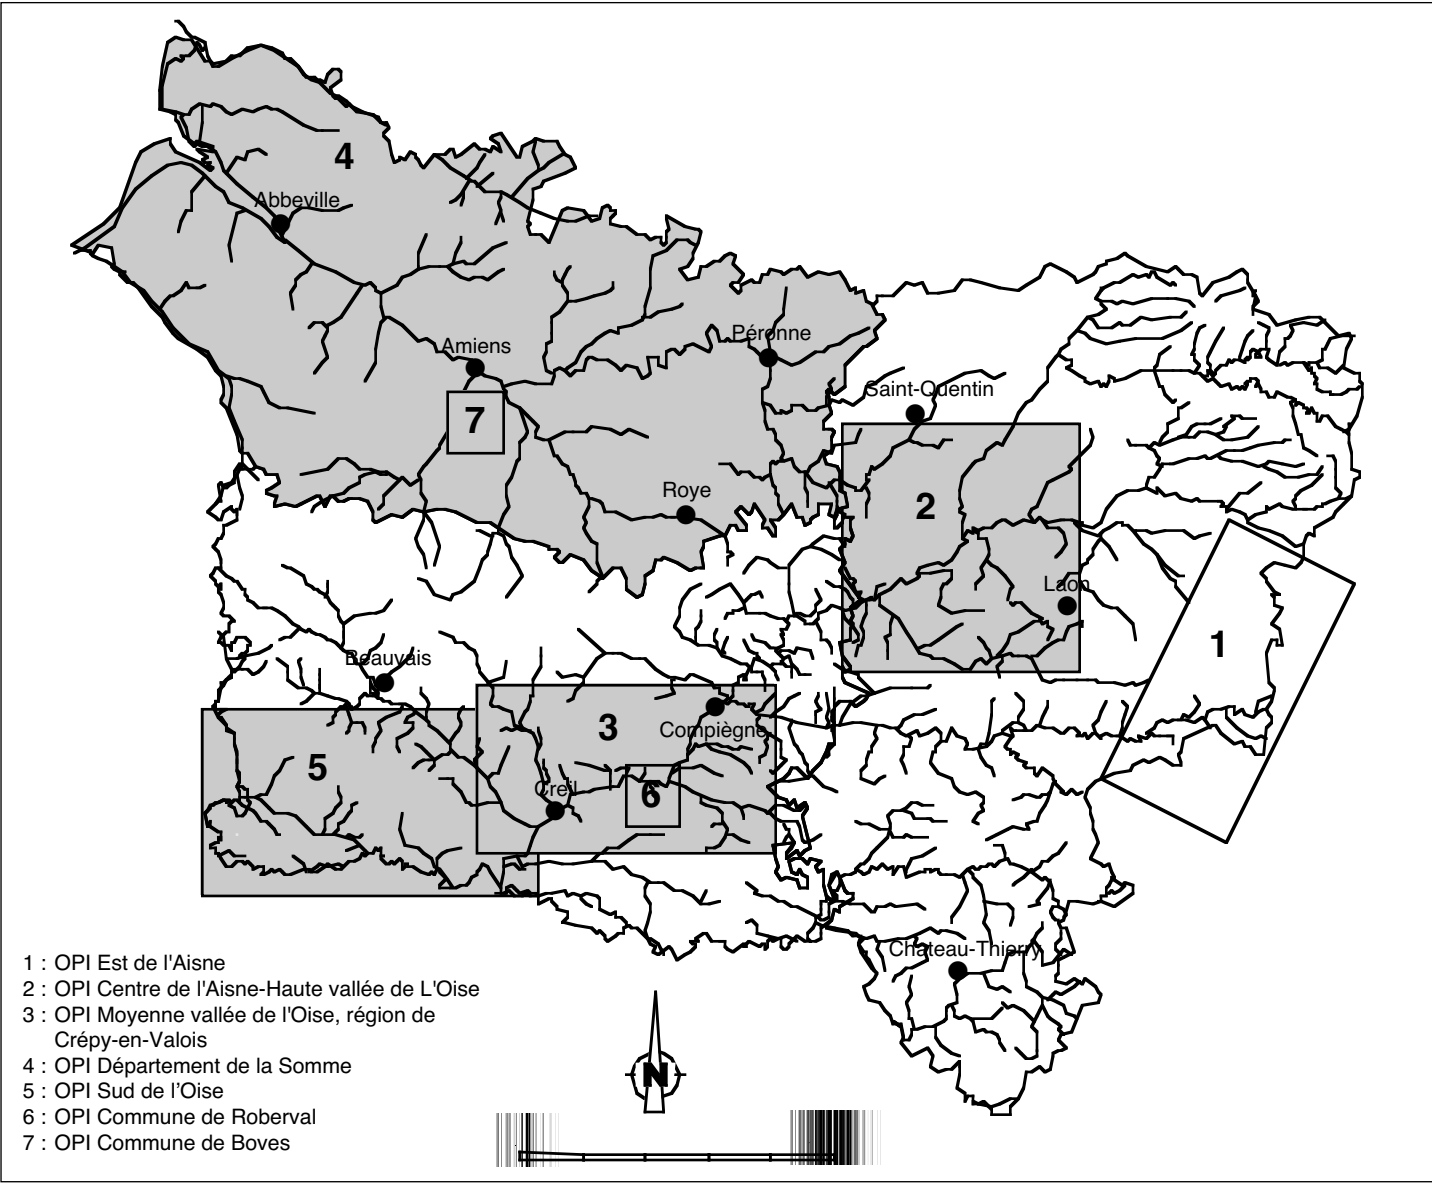 4
Abbeville
Amiens
Péronne
Saint-Quentin
7
Roye
2
Laon
1
Beauvais
3
Compiègne
5
Creil
6
Chateau-Thierry
1 : OPI Est de l'Aisne
2 : OPI Centre de l'Aisne-Haute vallée de L'Oise
3 : OPI Moyenne vallée de l'Oise, région de
Crépy-en-Valois
4 : OPI Département de la Somme
5 : OPI Sud de l'Oise
6 : OPI Commune de Roberval
7 : OPI Commune de Boves
N